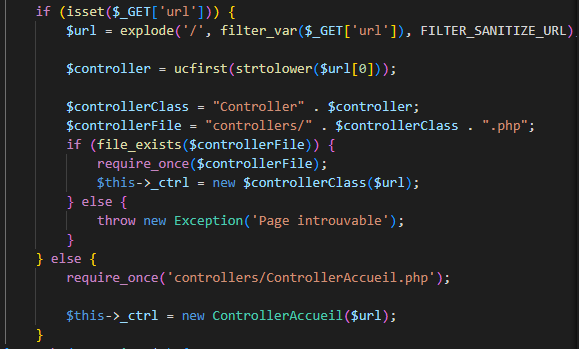 if (isset($_GET['url'])) {
$url = explode('/', filter_var($_GET['url']), FILTER_SANITIZE_URL)
$controller = ucfirst(strtolower($url[0]));
$controllerClass = "Controller" . $controller;
$controllerFile = "controllers/" . $controllerClass . ".php";
if (file_exists($controllerFile)) {
require_once($controllerFile);
$this->_ctrl = new $controllerClass($url);
} else {
throw new Exception('Page introuvable');
}
} else {
require_once('controllers/ControllerAccueil.php');
$this->_ctrl = new ControllerAccueil($url);
}